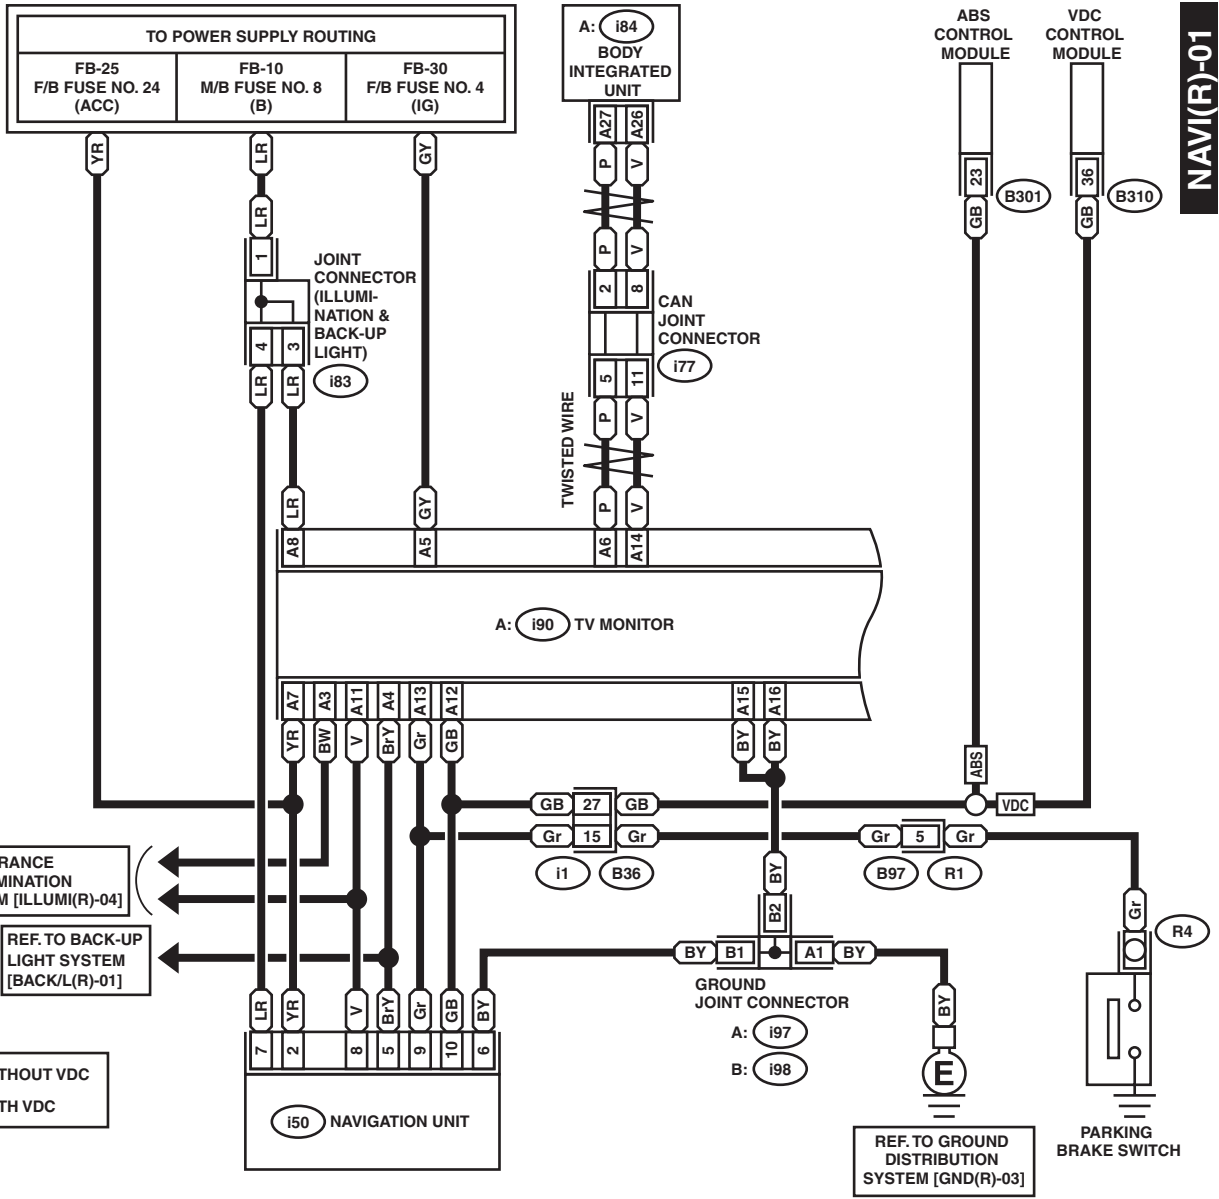 NAVI(R)-01
TO POWER SUPPLY ROUTING
FB-25
F/B FUSE NO. 24
(ACC)
FB-10
M/B FUSE NO. 8
(B)
FB-30
F/B FUSE NO. 4
(IG)
A: i84
BODY
INTEGRATED
UNIT
ABS
CONTROL
MODULE
VDC
CONTROL
MODULE
YR
LR
GY
A27
A26
P
V
23
B301
36
B310
GB
GB
LR
1
JOINT
CONNECTOR
(ILLUMI-
NATION &
BACK-UP
LIGHT)
4
3
i83
LR
LR
P
V
2
8
CAN
JOINT
CONNECTOR
5
11
i77
P
V
TWISTED WIRE
LR
GY
P
V
A8
A5
A6
A14
A: i90 TV MONITOR
A7
A3
A11
A4
A13
A12
A15
A16
YR
BW
V
BrY
Gr
GB
BY
BY
ABS
VDC
GB 27 GB
Gr 15 Gr
i1
B36
Gr 5 Gr
B97
R1
RANCE
MINATION
M [ILLUMI(R)-04]
REF. TO BACK-UP
LIGHT SYSTEM
[BACK/L(R)-01]
BY
B2
BY B1
A1 BY
GROUND
JOINT CONNECTOR
A: i97
B: i98
Gr
R4
LR
YR
V
BrY
Gr
GB
BY
7
2
8
5
9
10
6
i50 NAVIGATION UNIT
BY
E
THOUT VDC
TH VDC
REF. TO GROUND
DISTRIBUTION
SYSTEM [GND(R)-03]
PARKING
BRAKE SWITCH